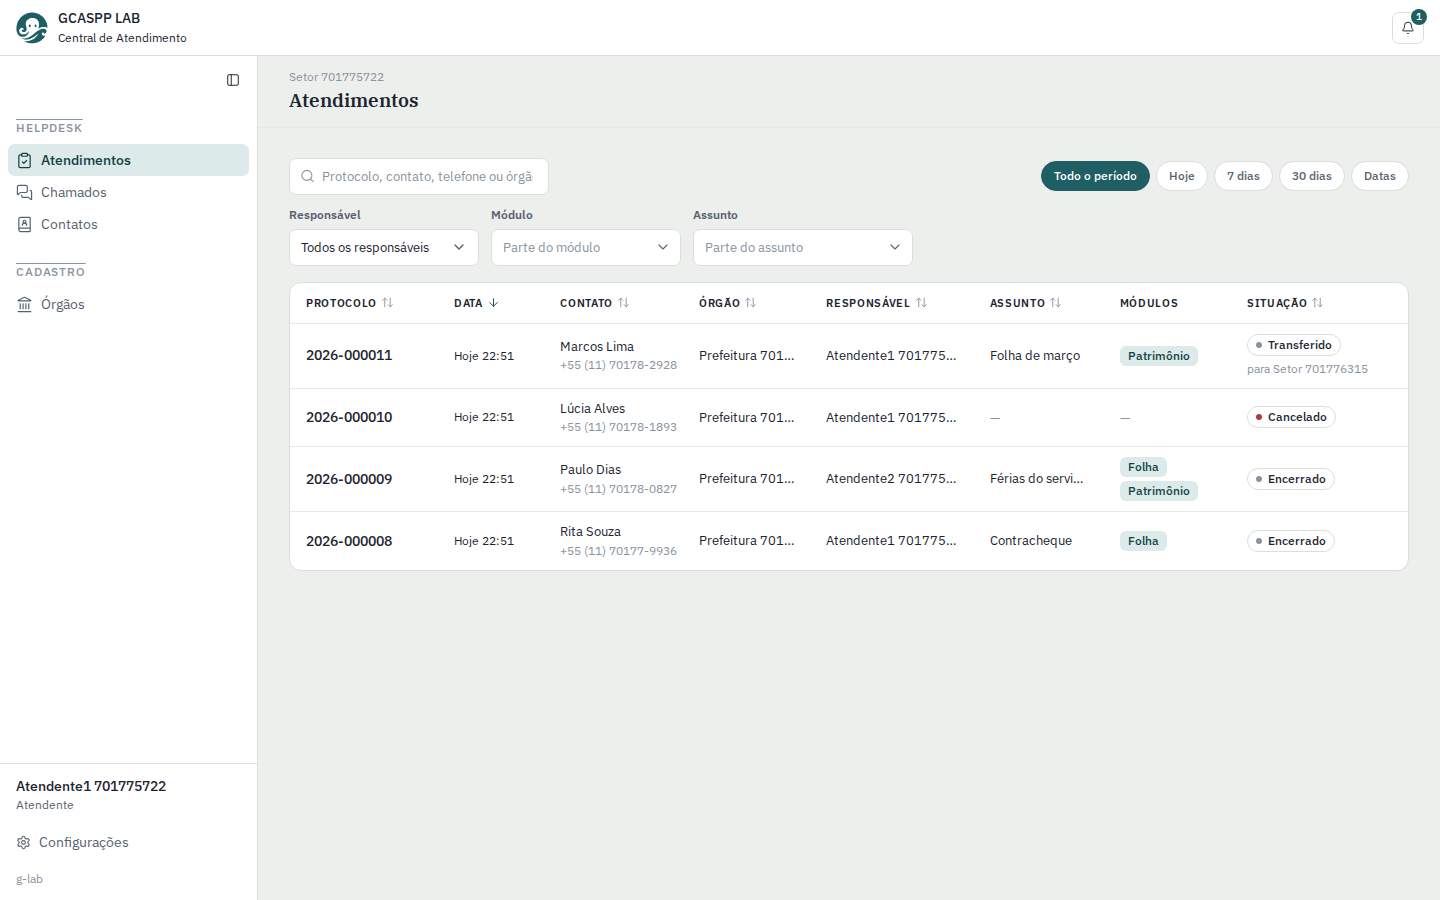 GCASPP LAB
Central de Atendimento
1
HELPDESK
Atendimentos
Chamados
Contatos
CADASTRO
Órgãos
Atendente1 701775722
Atendente
Configurações
g-lab
Setor 701775722
Atendimentos
Protocolo, contato, telefone ou órgã
Todo o período Hoje 7 dias 30 dias Datas
Responsável Módulo Assunto
Todos os responsáveis Parte do módulo Parte do assunto
PROTOCOLO DATA CONTATO ÓRGÃO RESPONSÁVEL ASSUNTO MÓDULOS SITUAÇÃO
2026-000011 Hoje 22:51 Marcos Lima Prefeitura 701... Atendente1 701775... Folha de março Patrimônio Transferido
+55 (11) 70178-2928 para Setor 701776315
2026-000010 Hoje 22:51 Lúcia Alves Prefeitura 701... Atendente1 701775... — — Cancelado
+55 (11) 70178-1893
2026-000009 Hoje 22:51 Paulo Dias Prefeitura 701... Atendente2 701775... Férias do servi... Folha Encerrado
+55 (11) 70178-0827 Patrimônio
2026-000008 Hoje 22:51 Rita Souza Prefeitura 701... Atendente1 701775... Contracheque Folha Encerrado
+55 (11) 70177-9936